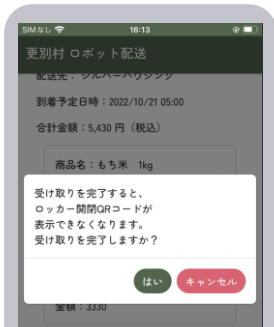 SIMなし 16:13
更別村 ロボット配送
配送先： シルバーハウジング
到着予定日時：2022/10/21 05:00
合計金額：5,430 円（税込）
商品名：もち米 1kg
受け取りを完了すると、
ロッカー開閉QRコードが
表示できなくなります。
受け取りを完了しますか？
はい キャンセル
金額：3330